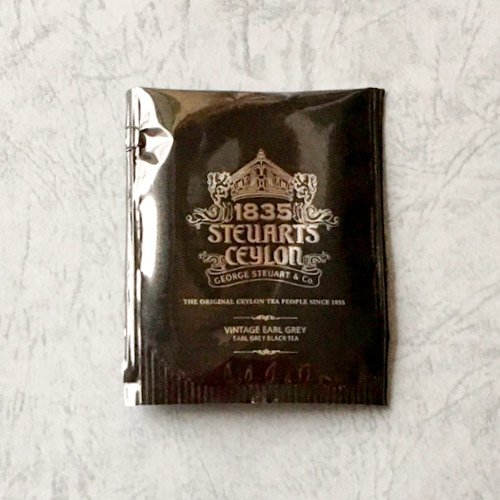 1835
STEUARTS
CEYLON
GEORGE STEUART & Co.
THE ORIGINAL CEYLON TEA PEOPLE SINCE 1835
VINTAGE EARL GREY
EARL GREY BLACK TEA